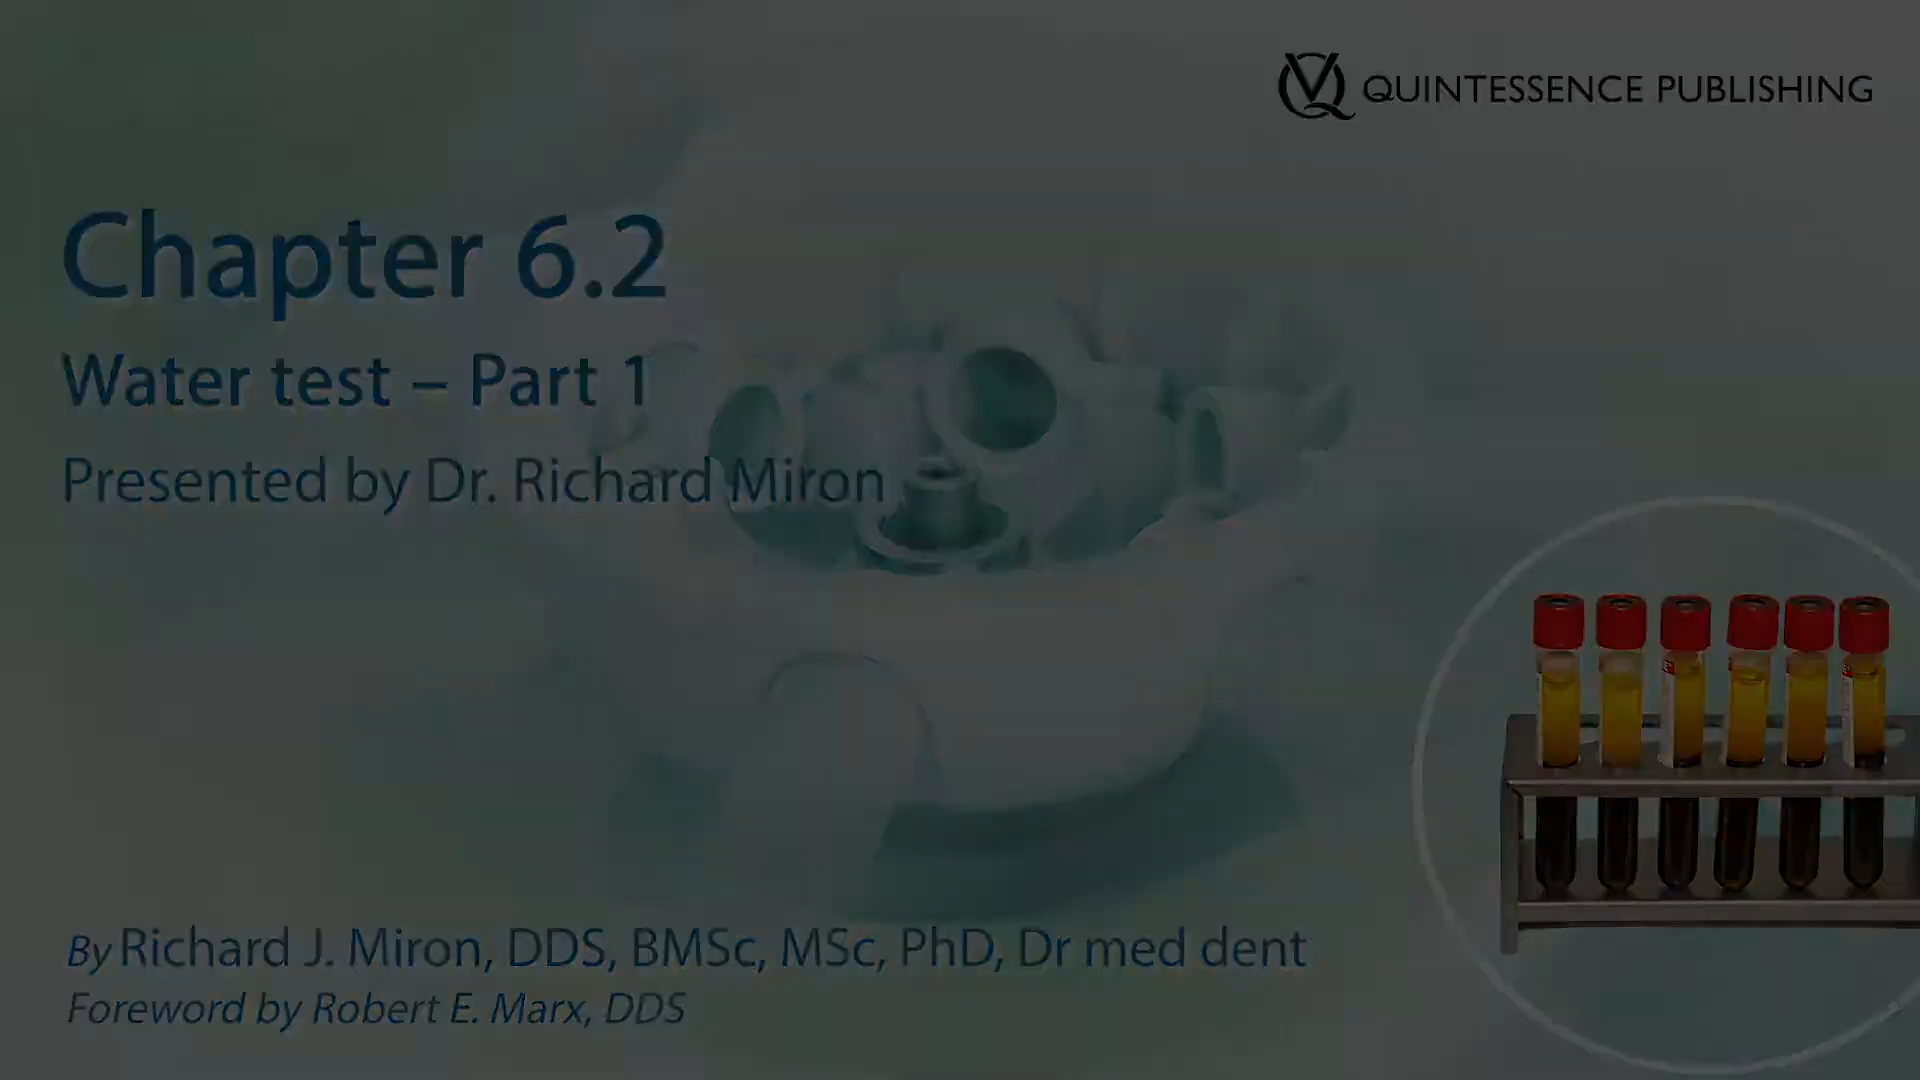 QUINTESSENCE PUBLISHING
Chapter 6.2
Water test – Part 1
Presented by Dr. Richard Miron
By Richard J. Miron, DDS, BMSc, MSc, PhD, Dr med dent
Foreword by Robert E. Marx, DDS